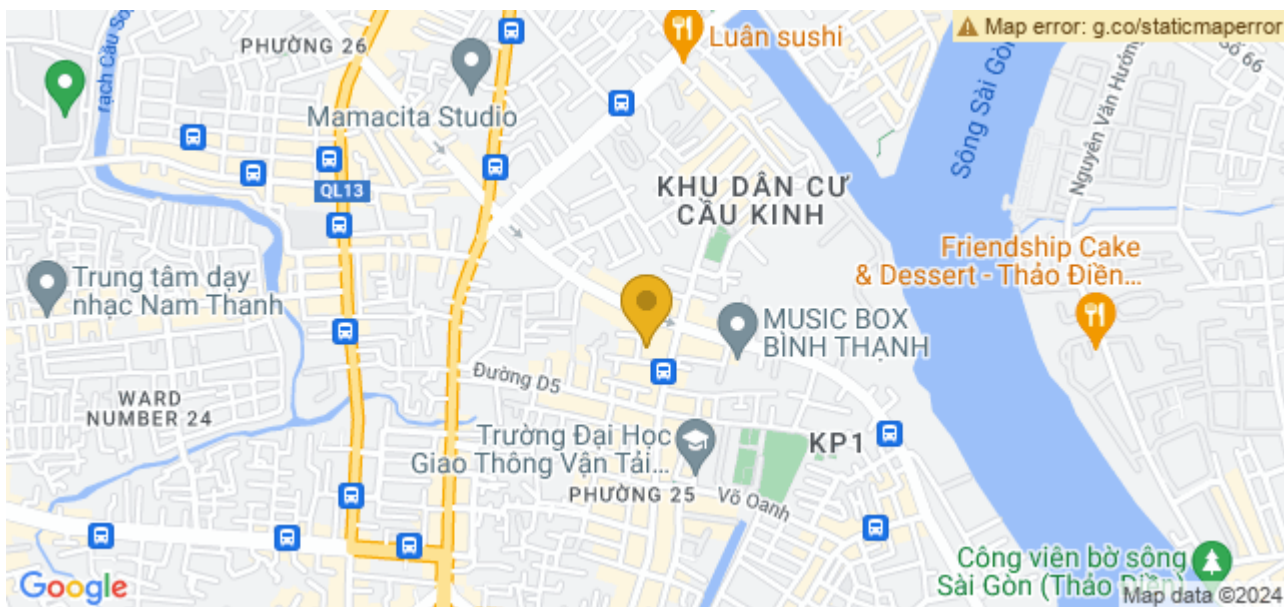 Map error: g.co/staticmaperror
PHƯỜNG 26
Luân sushi
Số 66
rạch Cầu Sơ
Mamacita Studio
Sông Sài Gòn
Nguyễn Văn Hưởng
QL13
KHU DÂN CƯ
CẦU KINH
Friendship Cake
& Dessert - Thảo Điền...
Trung tâm dạy
nhạc Nam Thanh
MUSIC BOX
BÌNH THẠNH
Đường D5
WARD
NUMBER 24
Trường Đại Học
Giao Thông Vận Tải...
KP1
PHƯỜNG 25
Võ Oanh
Công viên bờ sông
Sài Gòn (Thảo Điền)
Google
Map data ©2024